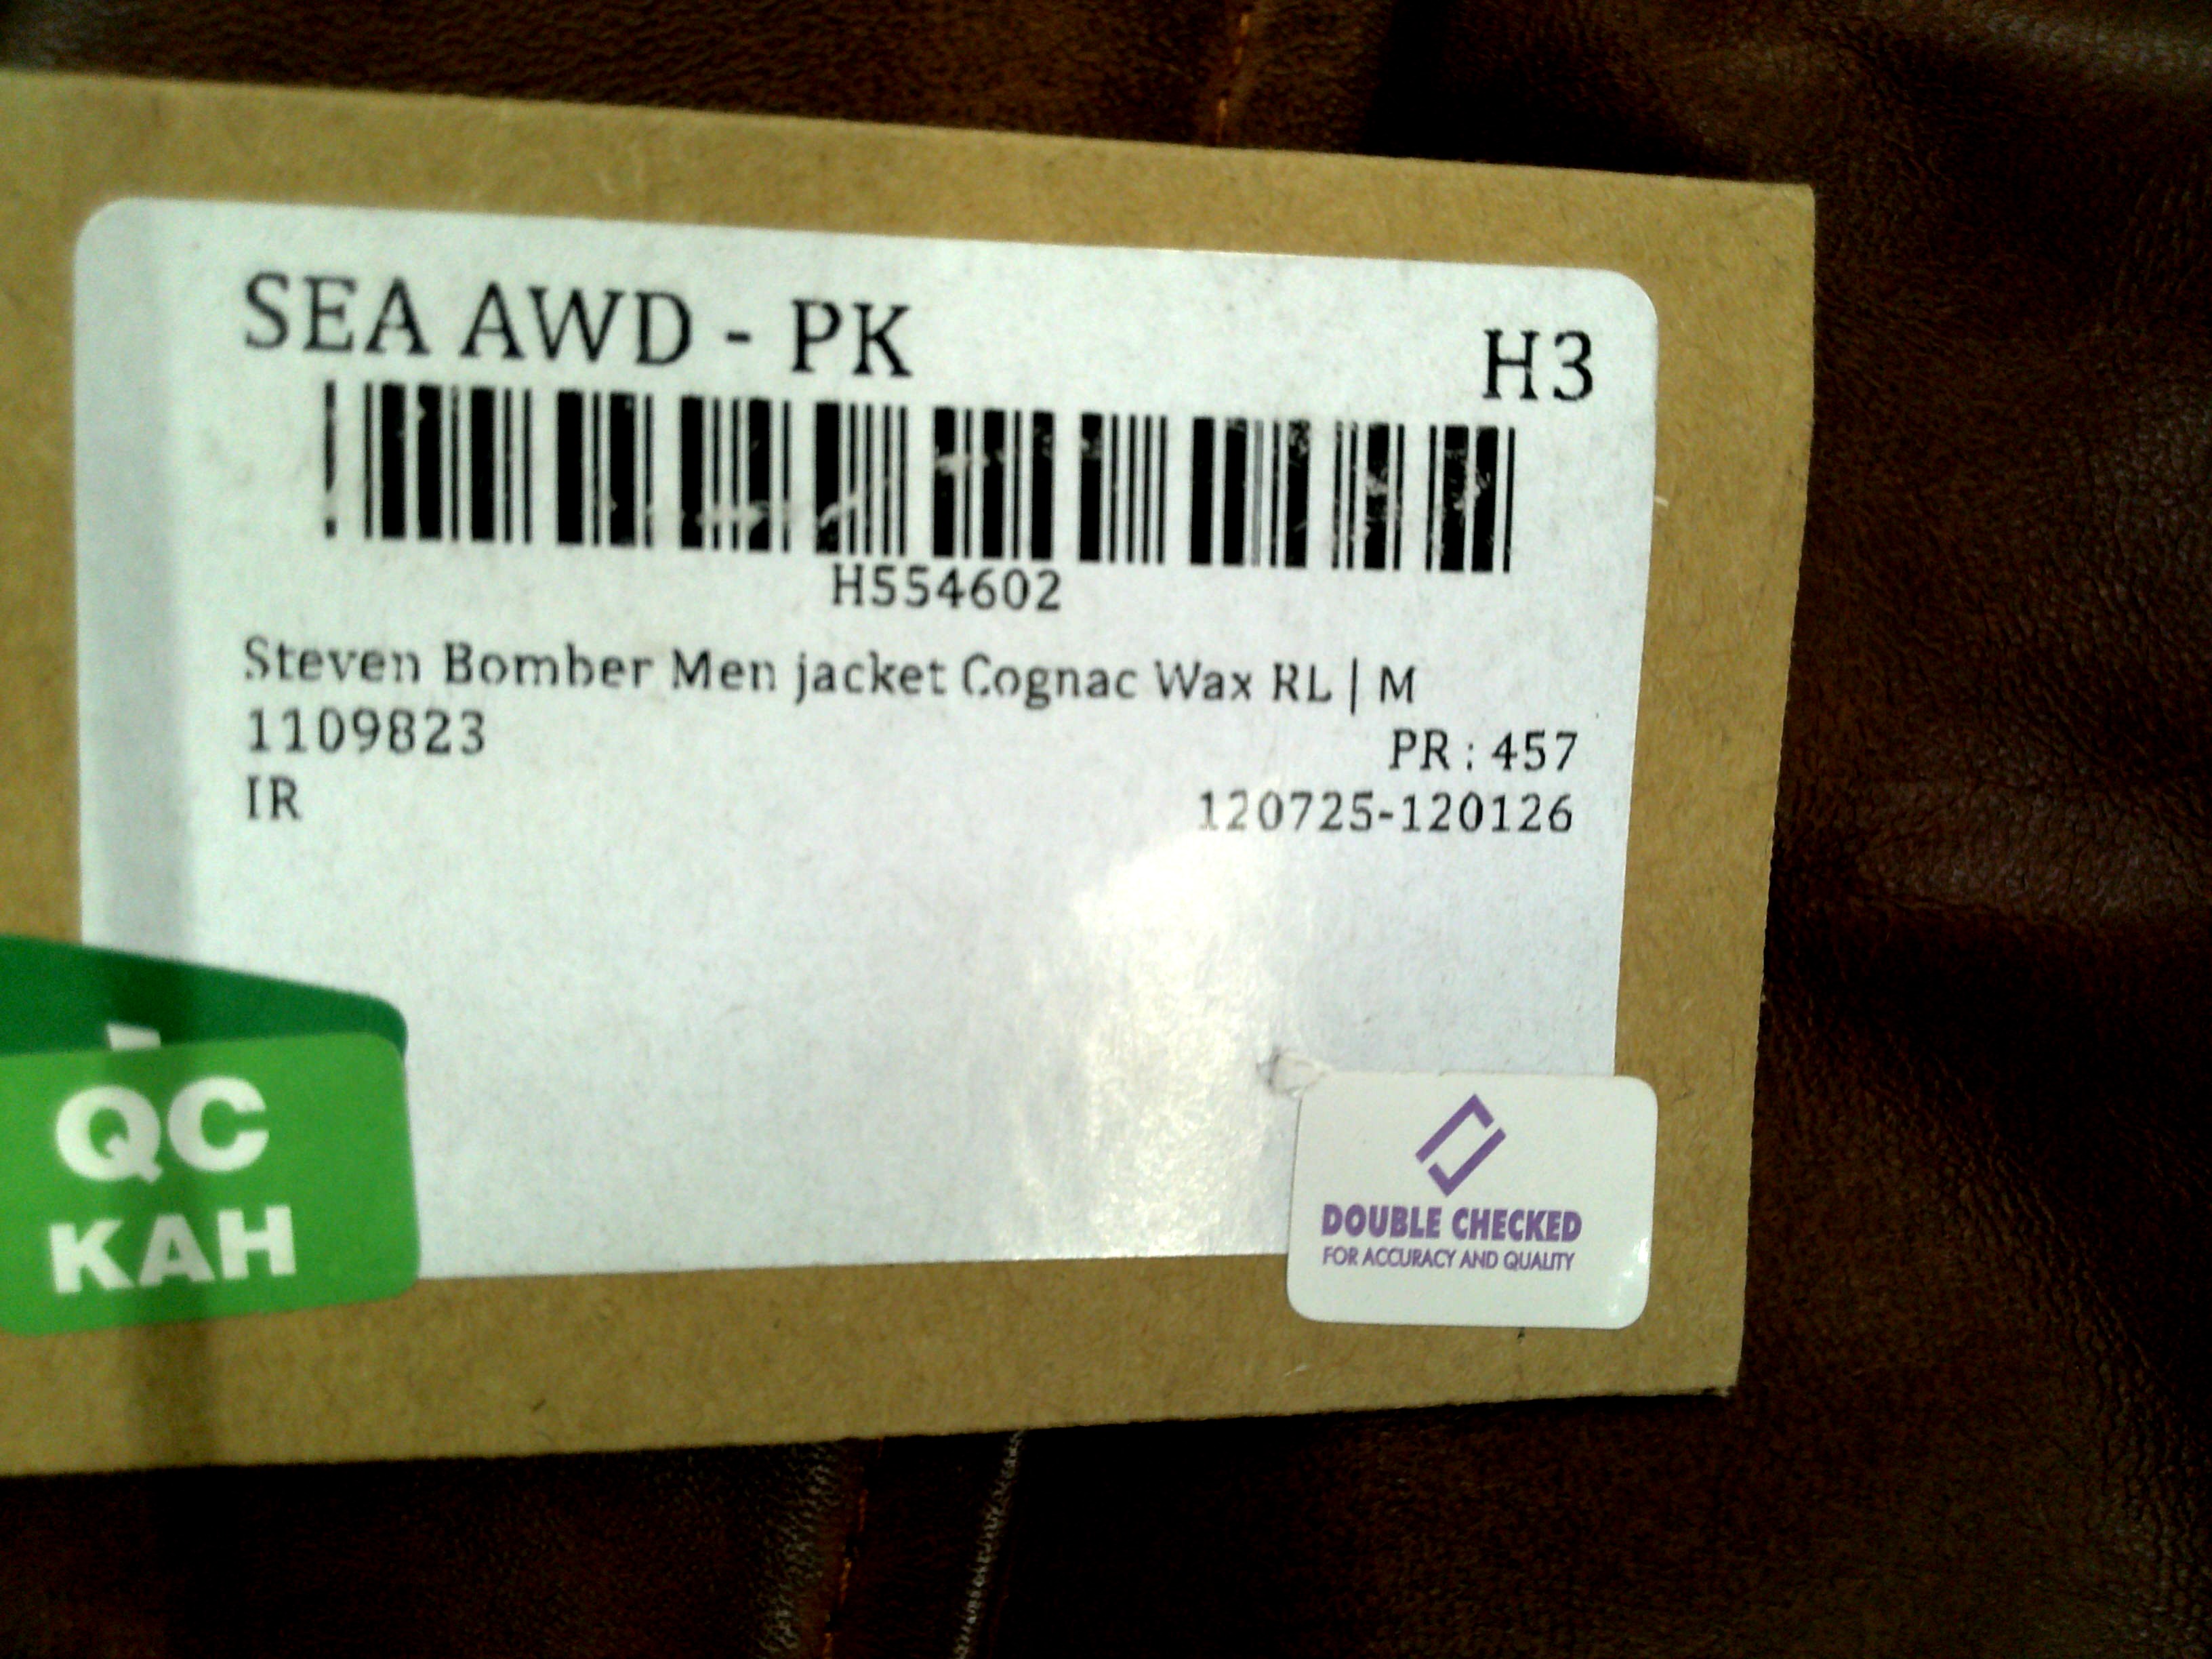 SEA AWD - PK
H3
H554602
Steven Bomber Men jacket Cognac Wax RL | M
1109823
PR : 457
IR
120725-120126
QC
KAH
DOUBLE CHECKED
FOR ACCURACY AND QUALITY